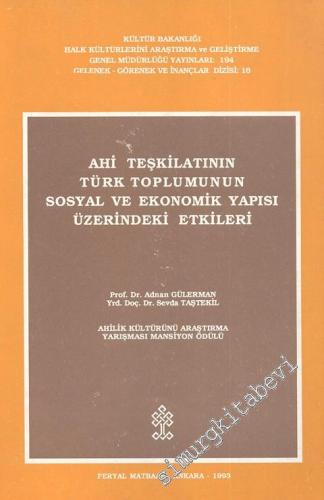 KÜLTÜR BAKANLIĞI
HALK KÜLTÜRLERİNİ ARAŞTIRMA ve GELİŞTİRME
GENEL MÜDÜRLÜĞÜ YAYINLARI: 194
GELENEK - GÖRENEK VE İNANÇLAR DİZİSİ: 18
AHİ TEŞKİLATININ
TÜRK TOPLUMUNUN
SOSYAL VE EKONOMİK YAPISI
ÜZERİNDEKİ ETKİLERİ
Prof. Dr. Adnan GÜLERMAN
Yrd. Doç. Dr. Sevda TAŞTEKİL
AHİLİK KÜLTÜRÜNÜ ARAŞTIRMA
YARIŞMASI MANSİYON ÖDÜLÜ
FERYAL MATBAASI ANKARA - 1993
simurgkitabevi